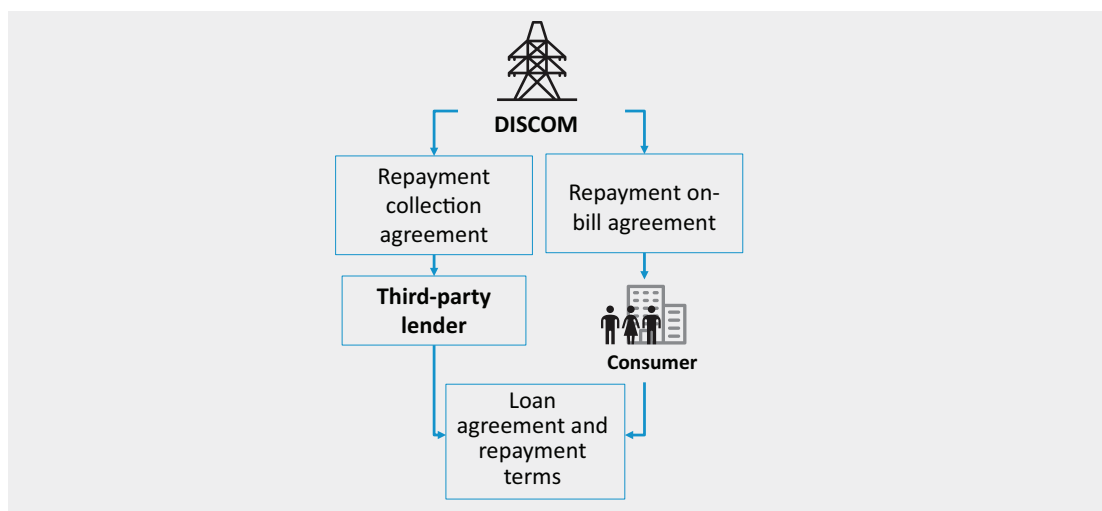 DISCOM
Repayment
collection
agreement
Repayment on-
bill agreement
Third-party
lender
Consumer
Loan
agreement and
repayment
terms